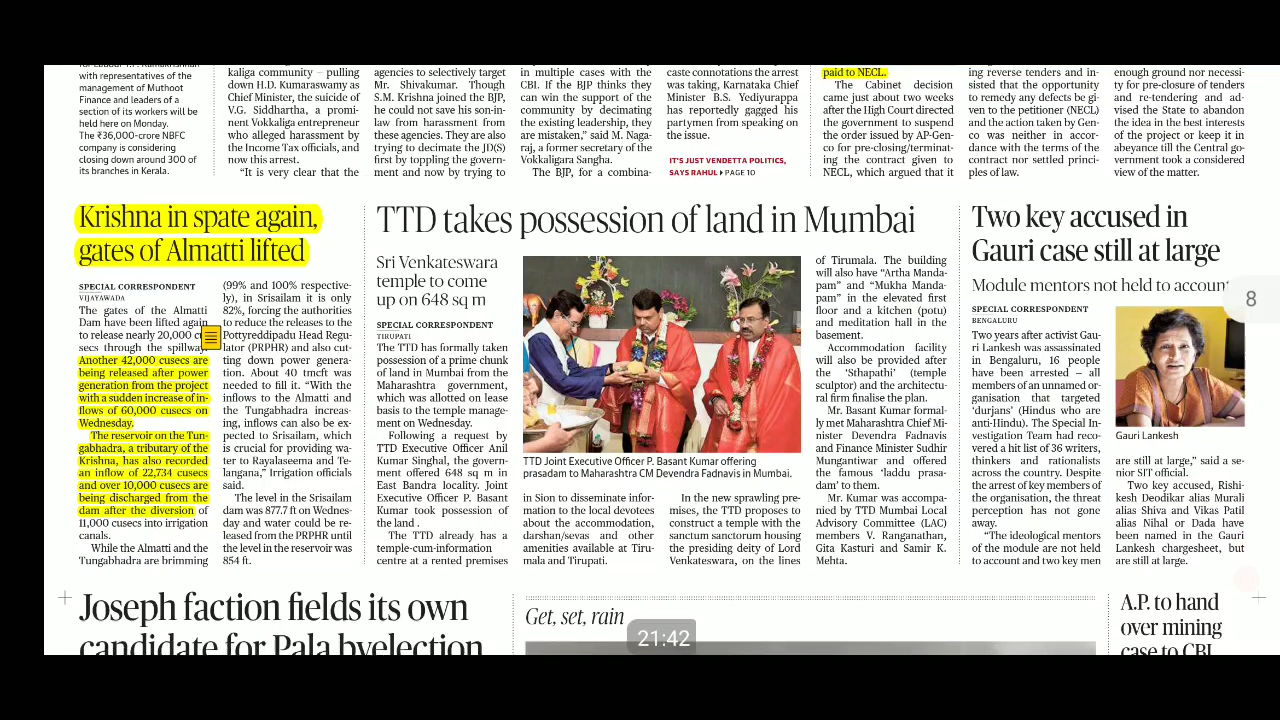 with representatives of the
management of Muthoot
Finance and leaders of a
section of its workers will be
held here on Monday.
The ₹36,000-crore NBFC
company is considering
closing down around 300 of
its branches in Kerala.
kaliga community – pulling
down H.D. Kumaraswamy as
Chief Minister, the suicide of
V.G. Siddhartha, a promi-
nent Vokkaliga entrepreneur
who alleged harassment by
the Income Tax officials, and
now this arrest.
“It is very clear that the
agencies to selectively target
Mr. Shivakumar. Though
S.M. Krishna joined the BJP,
he could not save his son-in-
law from harassment from
these agencies. They are also
trying to decimate the JD(S)
first by toppling the govern-
ment and now by trying to
in multiple cases with the
CBI. If the BJP thinks they
can win the support of the
community by decimating
the existing leadership, they
are mistaken,” said M. Naga-
raj, a former secretary of the
Vokkaligara Sangha.
The BJP, for a combina-
caste connotations the arrest
was taking, Karnataka Chief
Minister B.S. Yediyurappa
has reportedly gagged his
partymen from speaking on
the issue.
IT’S JUST VENDETTA POLITICS,
SAYS RAHUL PAGE 10
paid to NECL.
The Cabinet decision
came just about two weeks
after the High Court directed
the government to suspend
the order issued by AP-Gen-
co for pre-closing/terminat-
ing the contract given to
NECL, which argued that it
ing reverse tenders and in-
sisted that the opportunity
to remedy any defects be gi-
ven to the petitioner (NECL)
and the action taken by Gen-
co was neither in accor-
dance with the terms of the
contract nor settled princi-
ples of law.
enough ground nor necessi-
ty for pre-closure of tenders
and re-tendering and ad-
vised the State to abandon
the idea in the best interests
of the project or keep it in
abeyance till the Central go-
vernment took a considered
view of the matter.
Krishna in spate again,
gates of Almatti lifted
SPECIAL CORRESPONDENT
VIJAYAWADA
The gates of the Almatti
Dam have been lifted again
to release nearly 20,000 cu
secs through the spillway
Another 42,000 cusecs are
being released after power
generation from the project
with a sudden increase of in-
flows of 60,000 cusecs on
Wednesday.
The reservoir on the Tun-
gabhadra, a tributary of the
Krishna, has also recorded
an inflow of 22,734 cusecs
and over 10,000 cusecs are
being discharged from the
dam after the diversion of
11,000 cusecs into irrigation
canals.
While the Almatti and the
Tungabhadra are brimming
(99% and 100% respective-
ly), in Srisailam it is only
82%, forcing the authorities
to reduce the releases to the
Pottyreddipadu Head Regu-
lator (PRPHR) and also cut-
ting down power genera-
tion. About 40 tmcft was
needed to fill it. “With the
inflows to the Almatti and
the Tungabhadra increas-
ing, inflows can also be ex-
pected to Srisailam, which
is crucial for providing wa-
ter to Rayalaseema and Te-
langana,” Irrigation officials
said.
The level in the Srisailam
dam was 877.7 ft on Wednes-
day and water could be re-
leased from the PRPHR until
the level in the reservoir was
854 ft.
TTD takes possession of land in Mumbai
Sri Venkateswara
temple to come
up on 648 sq m
SPECIAL CORRESPONDENT
TIRUPATI
The TTD has formally taken
possession of a prime chunk
of land in Mumbai from the
Maharashtra government,
which was allotted on lease
basis to the temple manage-
ment on Wednesday.
Following a request by
TTD Executive Officer Anil
Kumar Singhal, the govern-
ment offered 648 sq m in
East Bandra locality. Joint
Executive Officer P. Basant
Kumar took possession of
the land .
The TTD already has a
temple-cum-information
centre at a rented premises
TTD Joint Executive Officer P. Basant Kumar offering
prasadam to Maharashtra CM Devendra Fadnavis in Mumbai.
in Sion to disseminate infor-
mation to the local devotees
about the accommodation,
darshan/sevas and other
amenities available at Tiru-
mala and Tirupati.
In the new sprawling pre-
mises, the TTD proposes to
construct a temple with the
sanctum sanctorum housing
the presiding deity of Lord
Venkateswara, on the lines
of Tirumala. The building
will also have “Artha Manda-
pam” and “Mukha Manda-
pam” in the elevated first
floor and a kitchen (potu)
and meditation hall in the
basement.
Accommodation facility
will also be provided after
the ‘Sthapathi’ (temple
sculptor) and the architectu-
ral firm finalise the plan.
Mr. Basant Kumar formal-
ly met Maharashtra Chief Mi-
nister Devendra Fadnavis
and Finance Minister Sudhir
Mungantiwar and offered
the famous ‘laddu prasa-
dam’ to them.
Mr. Kumar was accompa-
nied by TTD Mumbai Local
Advisory Committee (LAC)
members V. Ranganathan,
Gita Kasturi and Samir K.
Mehta.
Two key accused in
Gauri case still at large
Module mentors not held to account
SPECIAL CORRESPONDENT
BENGALURU
Two years after activist Gau-
ri Lankesh was assassinated
in Bengaluru, 16 people
have been arrested – all
members of an unnamed or-
ganisation that targeted
‘durjans’ (Hindus who are
anti-Hindu). The Special In-
vestigation Team had reco-
vered a hit list of 36 writers,
thinkers and rationalists
across the country. Despite
the arrest of key members of
the organisation, the threat
perception has not gone
away.
“The ideological mentors
of the module are not held
to account and two key men
Gauri Lankesh
are still at large,” said a se-
nior SIT official.
Two key accused, Rishi-
kesh Deodikar alias Murali
alias Shiva and Vikas Patil
alias Nihal or Dada have
been named in the Gauri
Lankesh chargesheet, but
are still at large.
8
Joseph faction fields its own
candidate for Pala byelection
Get, set, rain
21:42
A.P. to hand
over mining
case to CBI